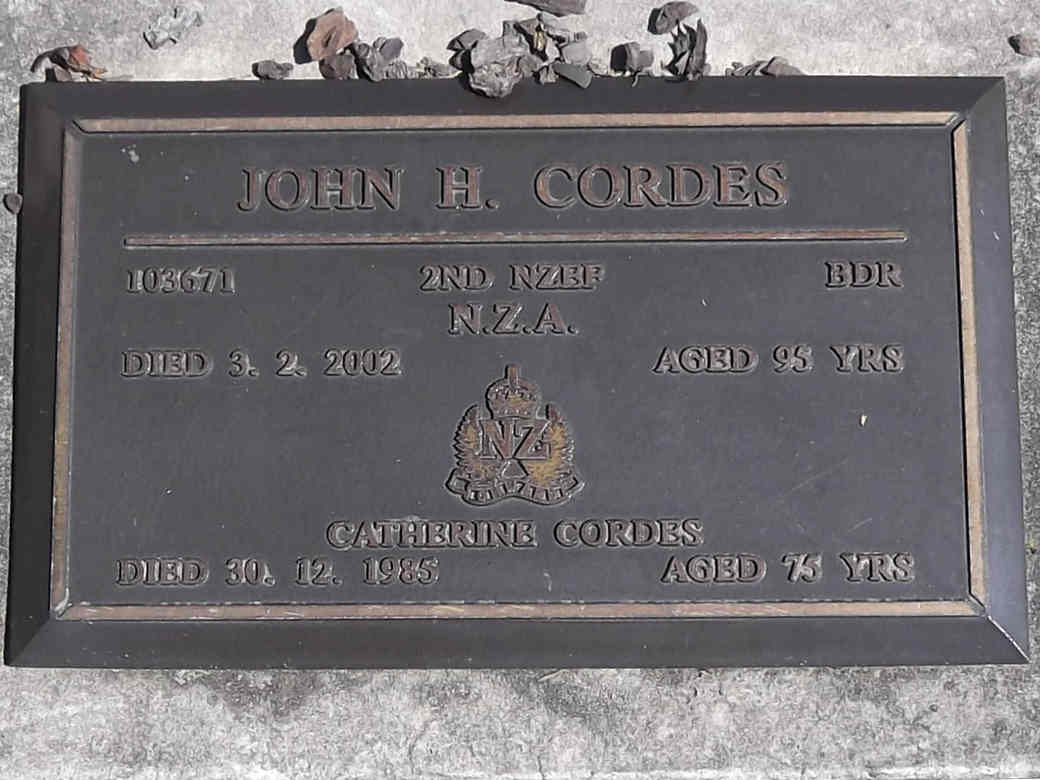 JOHN H. CORDES
103671 2ND NZEF BDR
N.Z.A.
DIED 3. 2. 2002 AGED 95 YRS
NZ
CATHERINE CORDES
DIED 30. 12. 1985 AGED 75 YRS